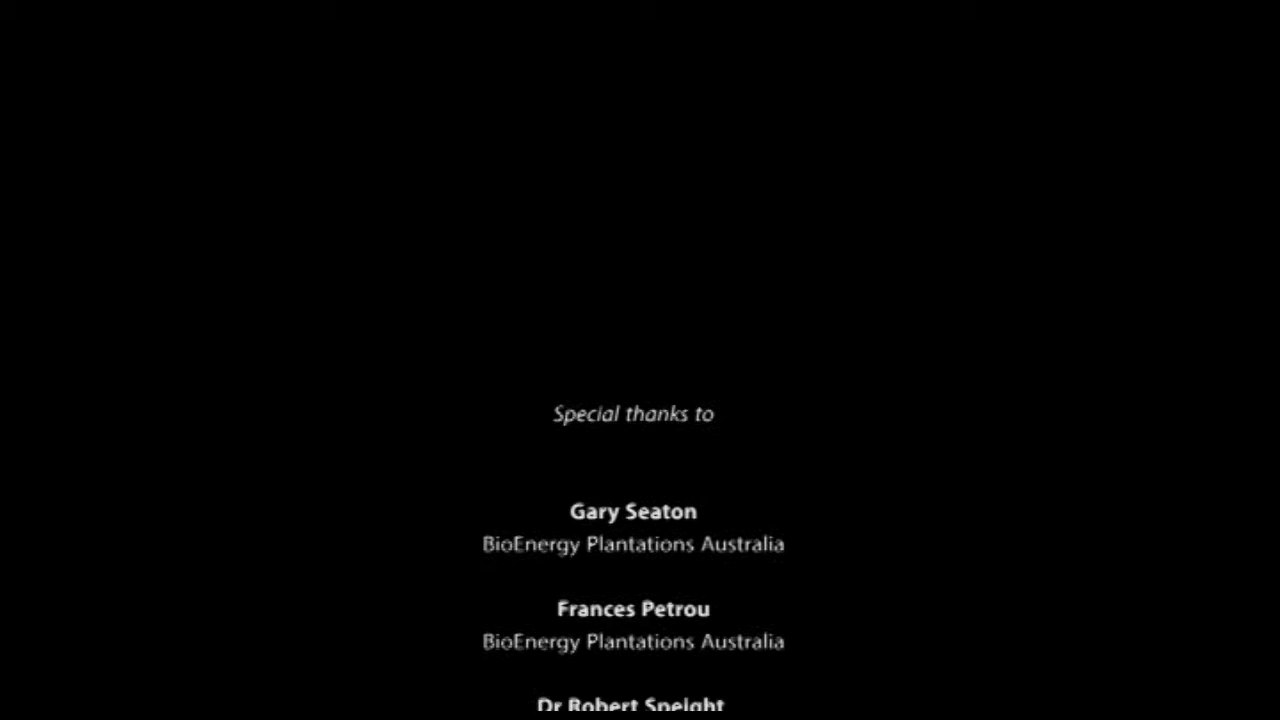 Special thanks to
Gary Seaton
BioEnergy Plantations Australia
Frances Petrou
BioEnergy Plantations Australia
Dr Robert Speight